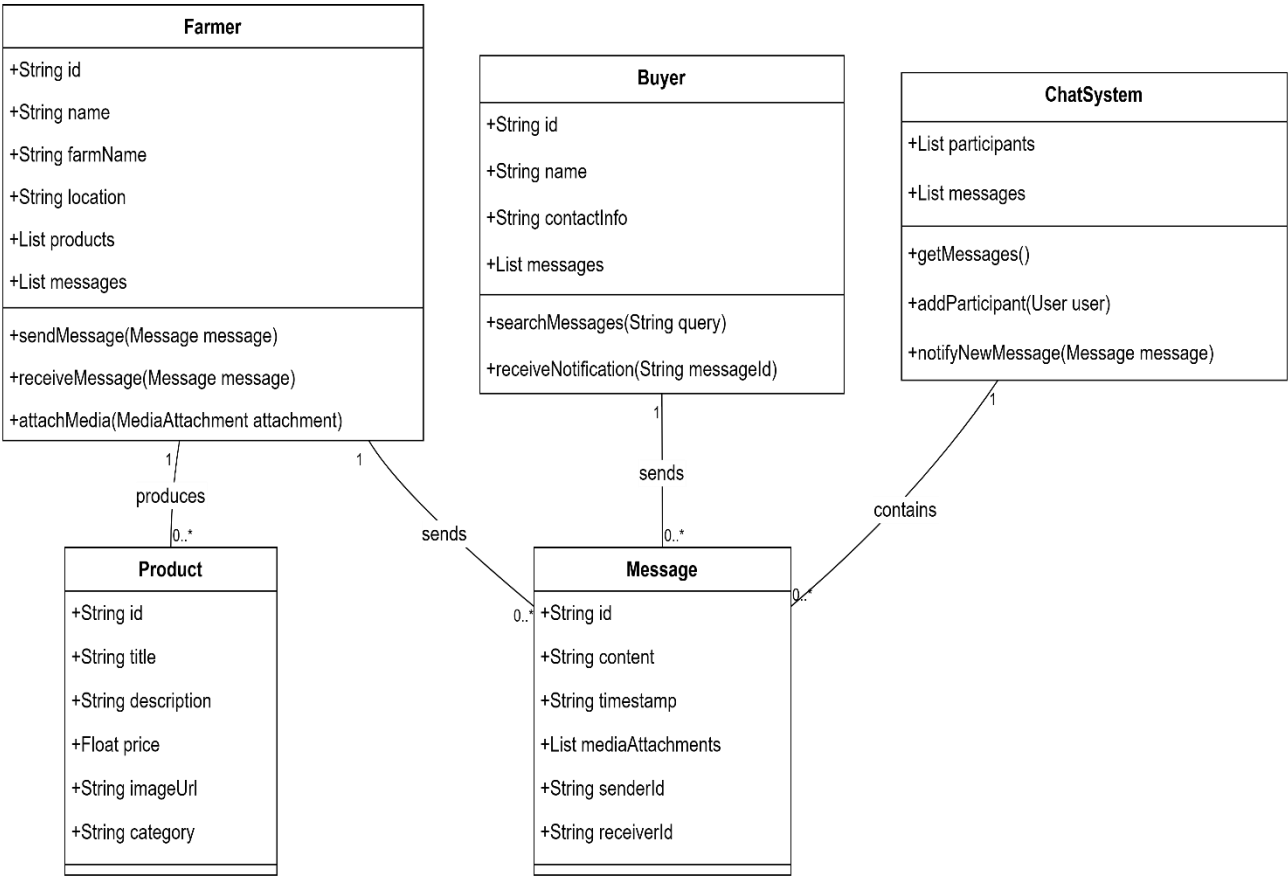 Farmer
+String id
+String name
+String farmName
+String location
+List products
+List messages
+sendMessage(Message message)
+receiveMessage(Message message)
+attachMedia(MediaAttachment attachment)
Buyer
+String id
+String name
+String contactInfo
+List messages
+searchMessages(String query)
+receiveNotification(String messageId)
ChatSystem
+List participants
+List messages
+getMessages()
+addParticipant(User user)
+notifyNewMessage(Message message)
1
produces
0..*
1
sends
0..*
1
sends
0..*
1
contains
0..*
Product
+String id
+String title
+String description
+Float price
+String imageUrl
+String category
Message
+String id
+String content
+String timestamp
+List mediaAttachments
+String senderId
+String receiverId